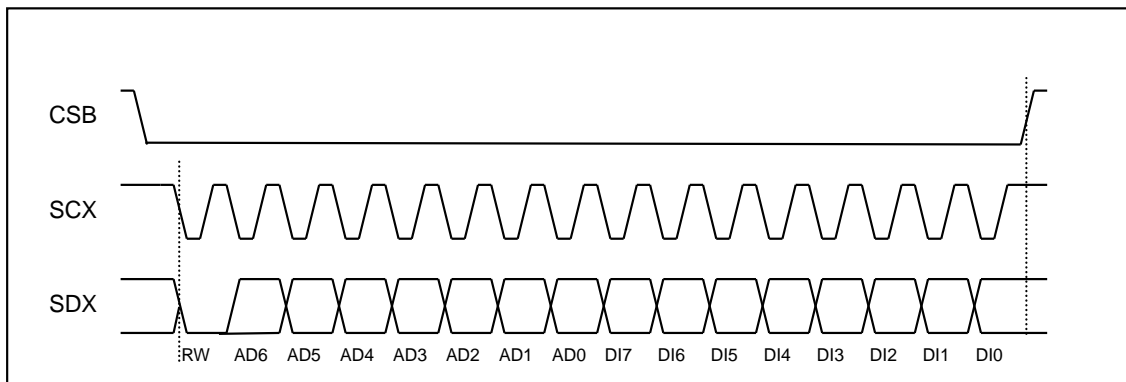 CSB
SCX
SDX
RW AD6 AD5 AD4 AD3 AD2 AD1 AD0 DI7 DI6 DI5 DI4 DI3 DI2 DI1 DI0